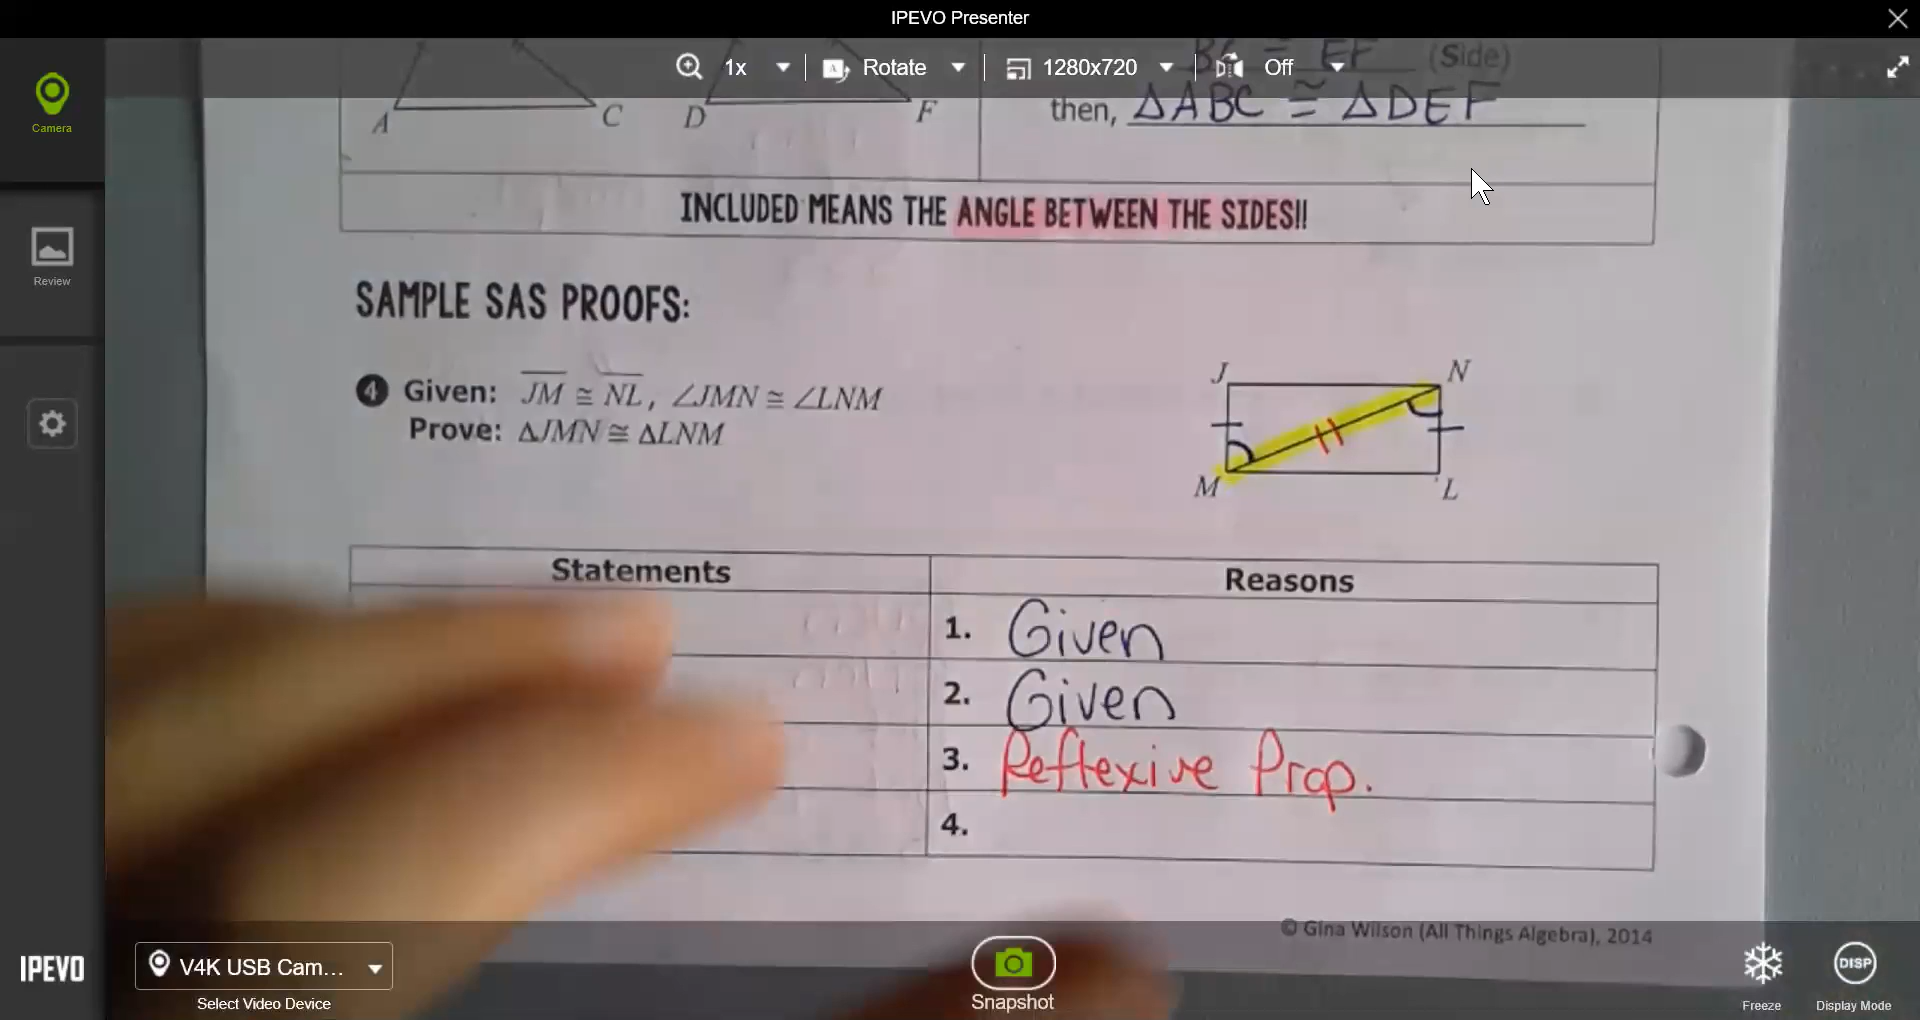 IPEVO Presenter
1x Rotate 1280x720 Off
BC ≅ EF (Side)
Camera
A C D F then, ΔABC ≅ ΔDEF
INCLUDED MEANS THE ANGLE BETWEEN THE SIDES!!
Review
SAMPLE SAS PROOFS:
J N
4 Given: JM ≅ NL, ∠JMN ≅ ∠LNM
Prove: ΔJMN ≅ ΔLNM
M L
Statements Reasons
1. Given
2. Given
3. Reflexive Prop.
4.
© Gina Wilson (All Things Algebra), 2014
IPEVO V4K USB Cam... DISP
Select Video Device Snapshot Freeze Display Mode